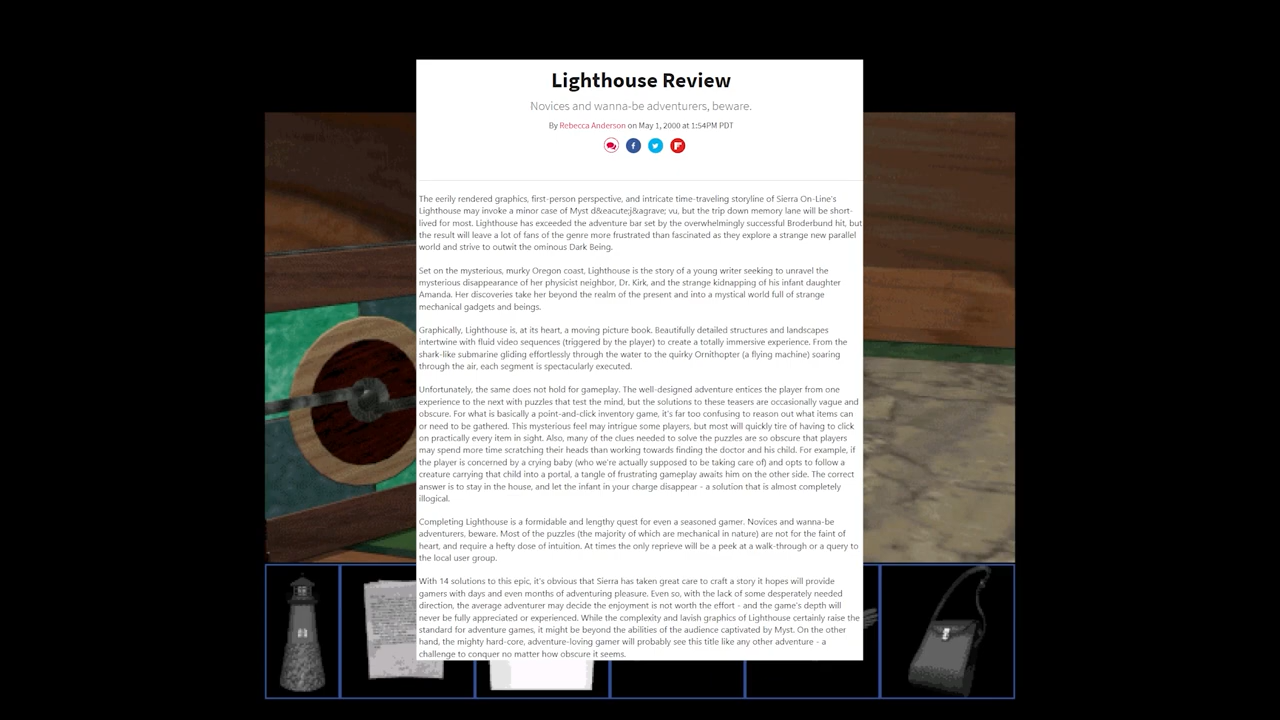 Lighthouse Review
Novices and wanna-be adventurers, beware.
By Rebecca Anderson on May 1, 2000 at 1:54PM PDT
The eerily rendered graphics, first-person perspective, and intricate time-traveling storyline of Sierra On-Line's
Lighthouse may invoke a minor case of Myst d&eacute;j&agrave; vu, but the trip down memory lane will be short-
lived for most. Lighthouse has exceeded the adventure bar set by the overwhelmingly successful Broderbund hit, but
the result will leave a lot of fans of the genre more frustrated than fascinated as they explore a strange new parallel
world and strive to outwit the ominous Dark Being.
Set on the mysterious, murky Oregon coast, Lighthouse is the story of a young writer seeking to unravel the
mysterious disappearance of her physicist neighbor, Dr. Kirk, and the strange kidnapping of his infant daughter
Amanda. Her discoveries take her beyond the realm of the present and into a mystical world full of strange
mechanical gadgets and beings.
Graphically, Lighthouse is, at its heart, a moving picture book. Beautifully detailed structures and landscapes
intertwine with fluid video sequences (triggered by the player) to create a totally immersive experience. From the
shark-like submarine gliding effortlessly through the water to the quirky Ornithopter (a flying machine) soaring
through the air, each segment is spectacularly executed.
Unfortunately, the same does not hold for gameplay. The well-designed adventure entices the player from one
experience to the next with puzzles that test the mind, but the solutions to these teasers are occasionally vague and
obscure. For what is basically a point-and-click inventory game, it's far too confusing to reason out what items can
or need to be gathered. This mysterious feel may intrigue some players, but most will quickly tire of having to click
on practically every item in sight. Also, many of the clues needed to solve the puzzles are so obscure that players
may spend more time scratching their heads than working towards finding the doctor and his child. For example, if
the player is concerned by a crying baby (who we're actually supposed to be taking care of) and opts to follow a
creature carrying that child into a portal, a tangle of frustrating gameplay awaits him on the other side. The correct
answer is to stay in the house, and let the infant in your charge disappear - a solution that is almost completely
illogical.
Completing Lighthouse is a formidable and lengthy quest for even a seasoned gamer. Novices and wanna-be
adventurers, beware. Most of the puzzles (the majority of which are mechanical in nature) are not for the faint of
heart, and require a hefty dose of intuition. At times the only reprieve will be a peek at a walk-through or a query to
the local user group.
With 14 solutions to this epic, it's obvious that Sierra has taken great care to craft a story it hopes will provide
gamers with days and even months of adventuring pleasure. Even so, with the lack of some desperately needed
direction, the average adventurer may decide the enjoyment is not worth the effort - and the game's depth will
never be fully appreciated or experienced. While the complexity and lavish graphics of Lighthouse certainly raise the
standard for adventure games, it might be beyond the abilities of the audience captivated by Myst. On the other
hand, the mighty hard-core, adventure-loving gamer will probably see this title like any other adventure - a
challenge to conquer no matter how obscure it seems.